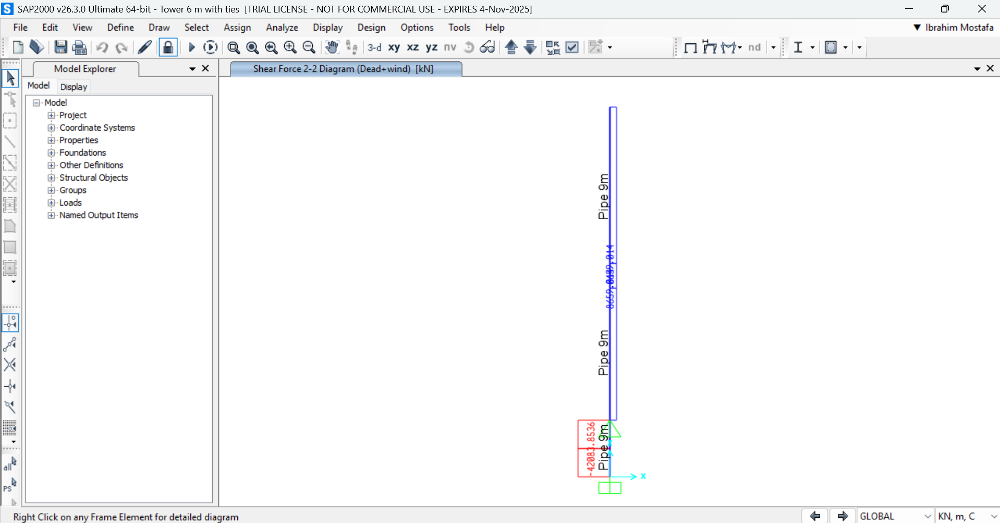 SAP2000 v26.3.0 Ultimate 64-bit - Tower 6 m with ties [TRIAL LICENSE - NOT FOR COMMERCIAL USE - EXPIRES 4-Nov-2025]
File Edit View Define Draw Select Assign Analyze Display Design Options Tools Help Ibrahim Mostafa
3-d xy xz yz nv nd
Model Explorer
Shear Force 2-2 Diagram (Dead+wind) [kN]
Model Display
Model
Project
Coordinate Systems
Properties
Foundations
Other Definitions
Structural Objects
Groups
Loads
Named Output Items
Pipe 9m
Pipe 9m
Pipe 9m
-42083.8536
X
all
PS
Right Click on any Frame Element for detailed diagram
GLOBAL
KN, m, C